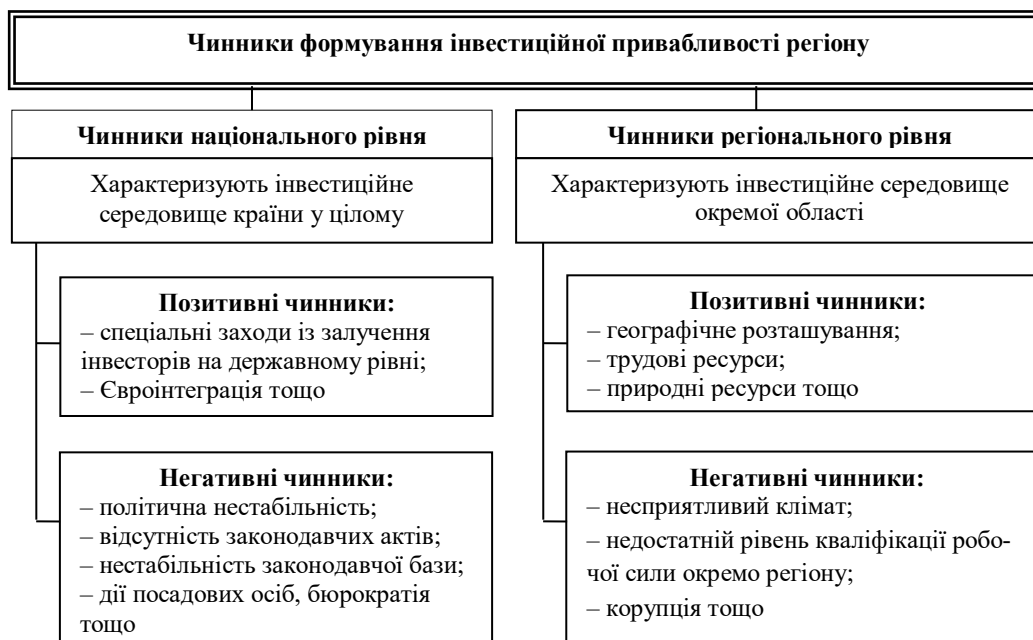 Чинники формування інвестиційної привабливості регіону
Чинники національного рівня
Характеризують інвестиційне
середовище країни у цілому
Позитивні чинники:
– спеціальні заходи із залучення
інвесторів на державному рівні;
– Євроінтеграція тощо
Негативні чинники:
– політична нестабільність;
– відсутність законодавчих актів;
– нестабільність законодавчої бази;
– дії посадових осіб, бюрократія
тощо
Чинники регіонального рівня
Характеризують інвестиційне середовище
окремої області
Позитивні чинники:
– географічне розташування;
– трудові ресурси;
– природні ресурси тощо
Негативні чинники:
– несприятливий клімат;
– недостатній рівень кваліфікації робо-
чої сили окремо регіону;
– корупція тощо